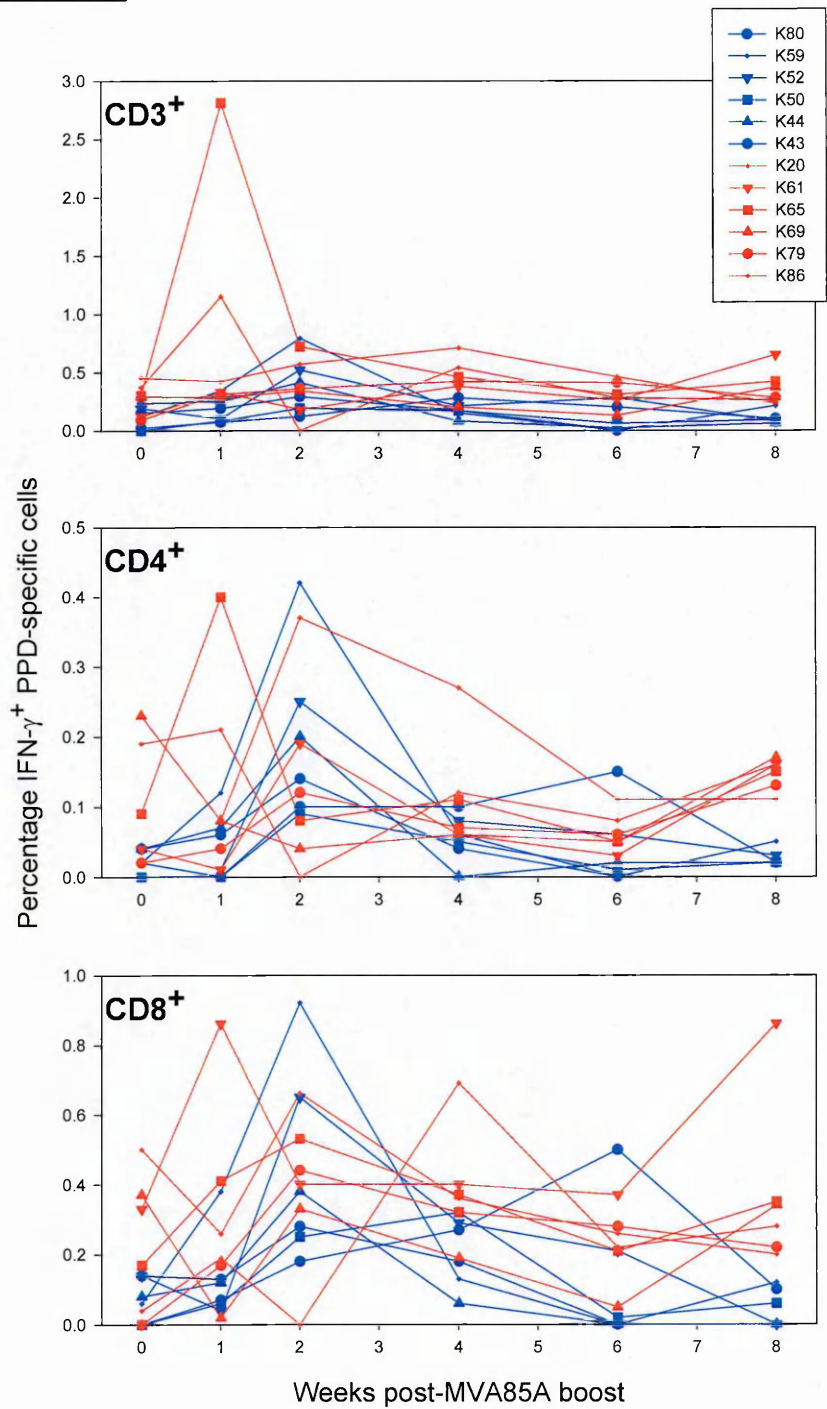 K80
K59
K52
K50
K44
K43
K20
K61
K65
K69
K79
K86
CD3+
3.0
2.5
2.0
1.5
1.0
0.5
0.0
0 1 2 3 4 5 6 7 8
CD4+
0.5
0.4
0.3
0.2
0.1
0.0
0 1 2 3 4 5 6 7 8
CD8+
1.0
0.8
0.6
0.4
0.2
0.0
0 1 2 3 4 5 6 7 8
Percentage IFN-γ+ PPD-specific cells
Weeks post-MVA85A boost